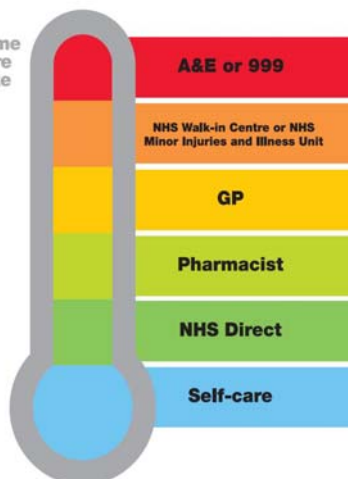 A&E or 999
NHS Walk-in Centre or NHS
Minor Injuries and Illness Unit
GP
Pharmacist
NHS Direct
Self-care